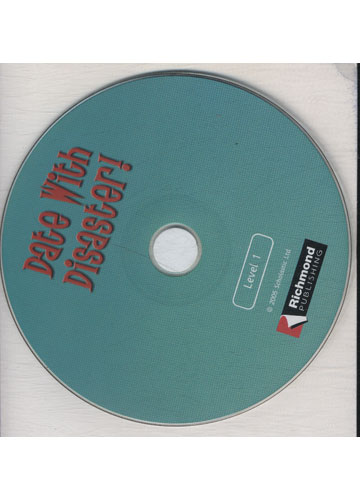 Date With
Disaster!
Level 1
© 2005 Scholastic Ltd
Richmond
PUBLISHING